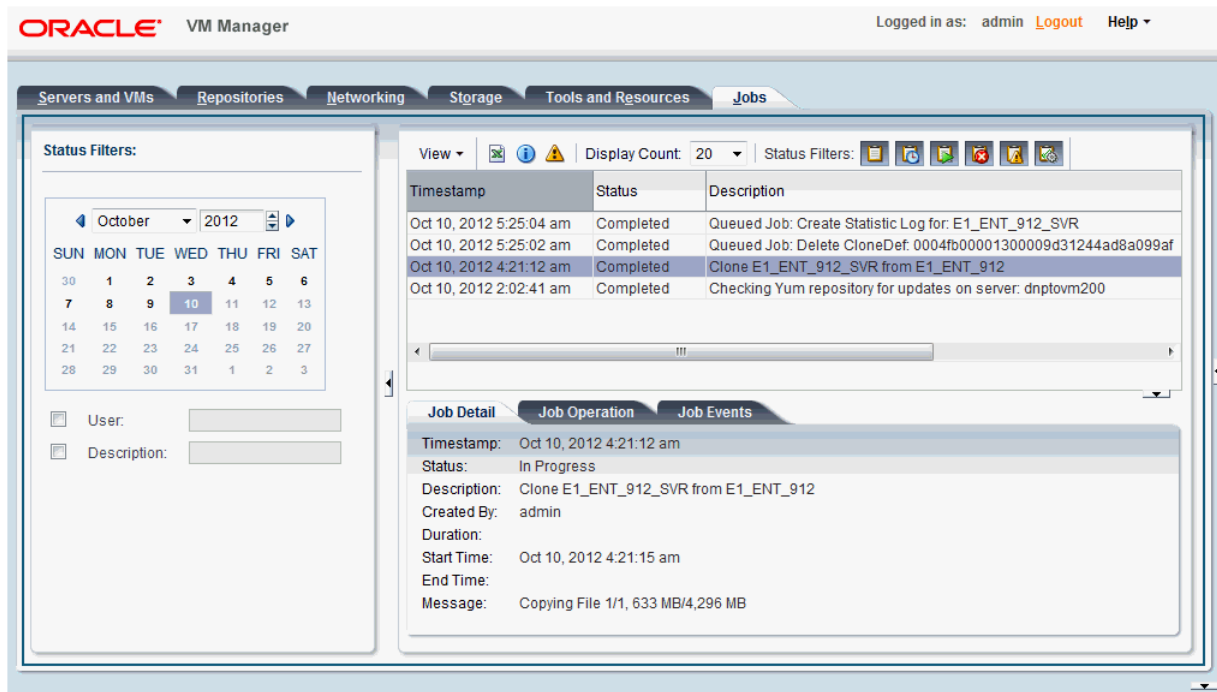 ORACLE® VM Manager Logged in as: admin Logout Help
Servers and VMs Repositories Networking Storage Tools and Resources Jobs
Status Filters:
October 2012
SUN MON TUE WED THU FRI SAT
30 1 2 3 4 5 6
7 8 9 10 11 12 13
14 15 16 17 18 19 20
21 22 23 24 25 26 27
28 29 30 31 1 2 3
User:
Description:
View Display Count: 20 Status Filters:
Timestamp Status Description
Oct 10, 2012 5:25:04 am Completed Queued Job: Create Statistic Log for: E1_ENT_912_SVR
Oct 10, 2012 5:25:02 am Completed Queued Job: Delete CloneDef: 0004fb00001300009d31244ad8a099af
Oct 10, 2012 4:21:12 am Completed Clone E1_ENT_912_SVR from E1_ENT_912
Oct 10, 2012 2:02:41 am Completed Checking Yum repository for updates on server: dnptovm200
Job Detail Job Operation Job Events
Timestamp: Oct 10, 2012 4:21:12 am
Status: In Progress
Description: Clone E1_ENT_912_SVR from E1_ENT_912
Created By: admin
Duration:
Start Time: Oct 10, 2012 4:21:15 am
End Time:
Message: Copying File 1/1, 633 MB/4,296 MB